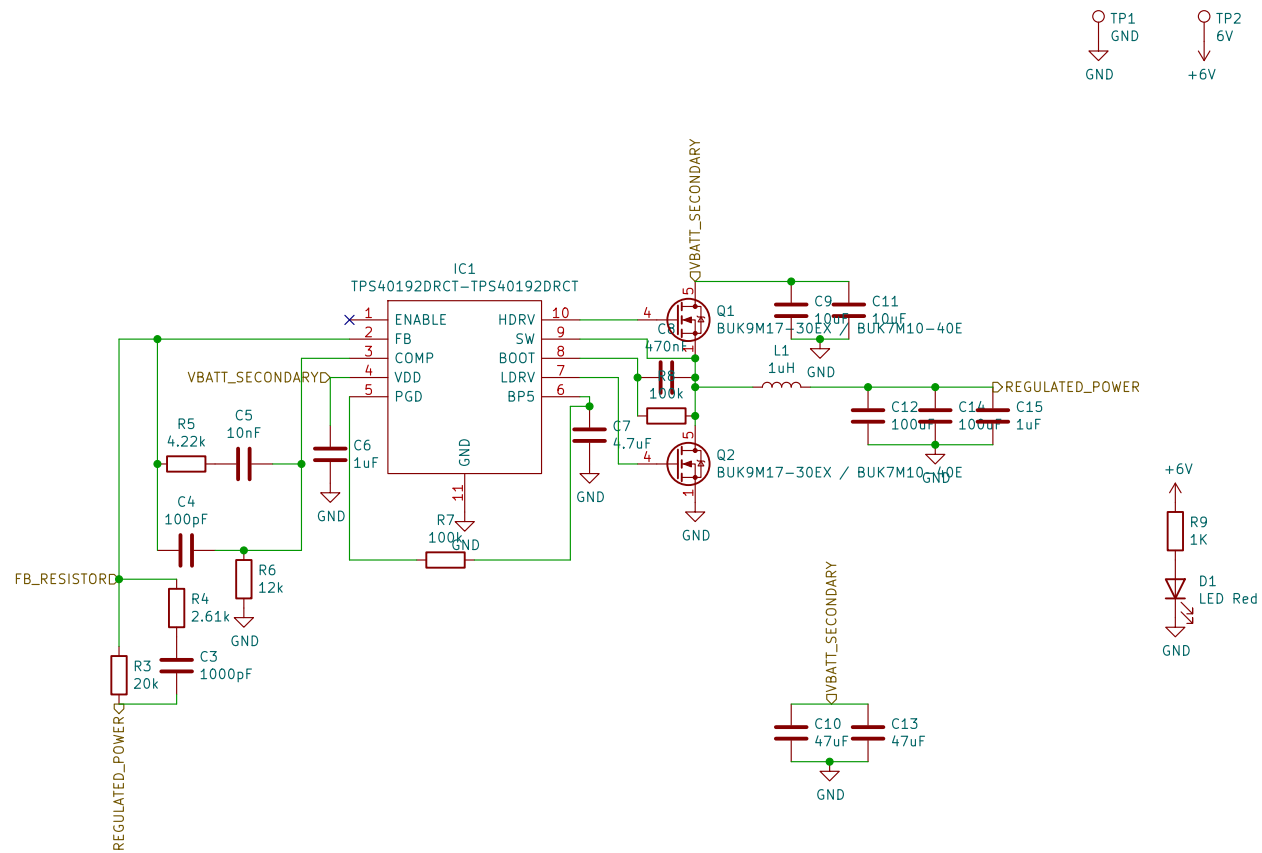 TP1
GND
GND
TP2
6V
+6V
VBATT_SECONDARY
IC1
TPS40192DRCT-TPS40192DRCT
1
ENABLE
2
FB
3
COMP
4
VDD
5
PGD
HDRV
10
SW
9
BOOT
8
LDRV
7
BP5
6
GND
11
GND
VBATT_SECONDARY
4
5
1
Q1
BUK9M17-30EX / BUK7M10-40E
C8
470nF
R8
100k
C9
10uF
C11
10uF
GND
L1
1uH
REGULATED_POWER
C12
100uF
C14
100uF
C15
1uF
GND
4
5
1
Q2
BUK9M17-30EX / BUK7M10-40E
GND
C7
4.7uF
GND
R5
4.22k
C5
10nF
C6
1uF
GND
C4
100pF
R7
100k
R6
12k
GND
FB_RESISTOR
R4
2.61k
R3
20k
C3
1000pF
REGULATED_POWER
VBATT_SECONDARY
C10
47uF
C13
47uF
GND
+6V
R9
1K
D1
LED Red
GND